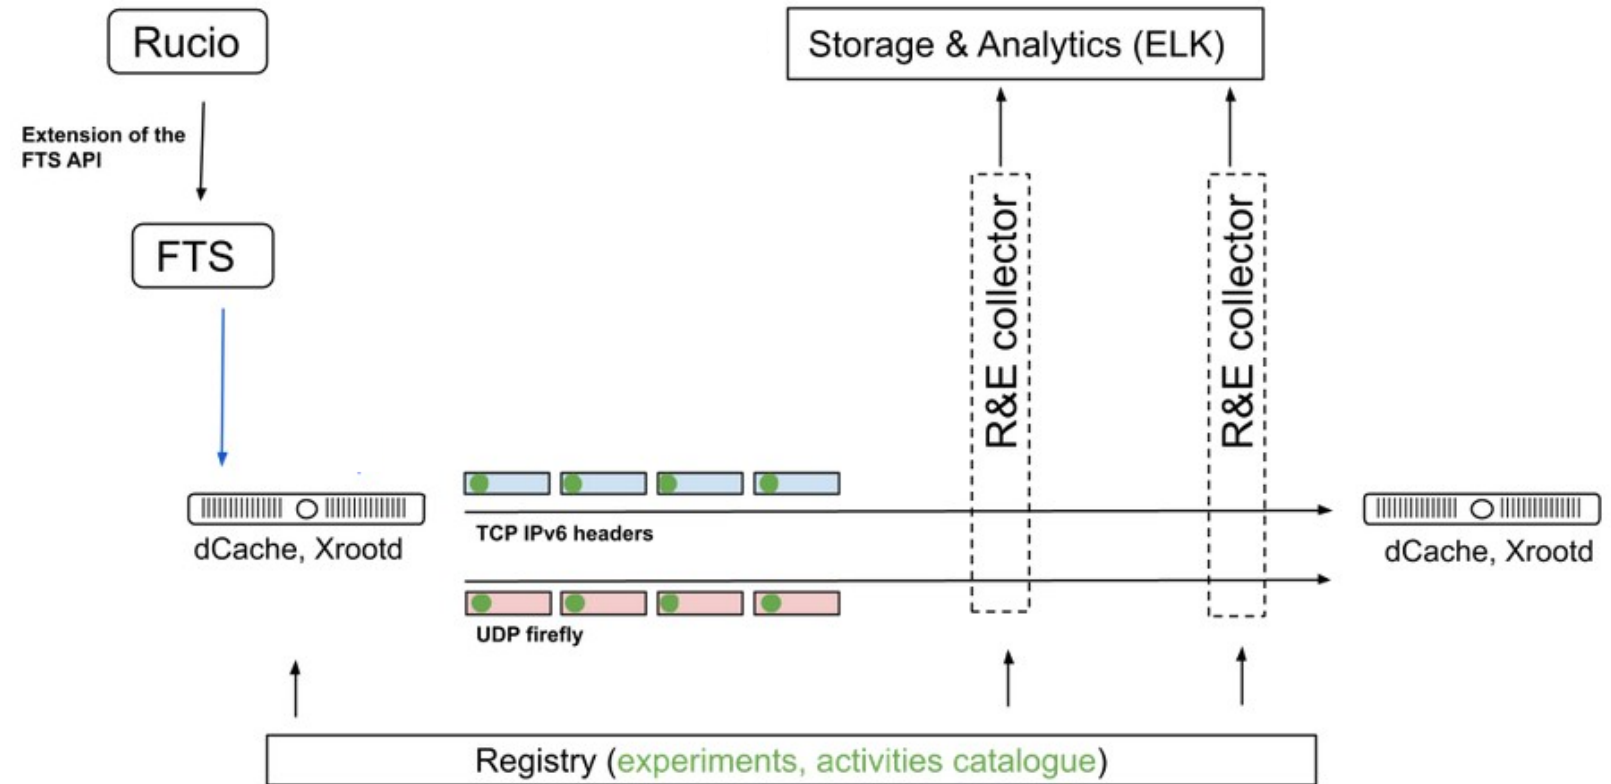 Rucio
Storage & Analytics (ELK)
Extension of the
FTS API
FTS
R&E collector
R&E collector
TCP IPv6 headers
dCache, Xrootd
dCache, Xrootd
UDP firefly
Registry (experiments, activities catalogue)